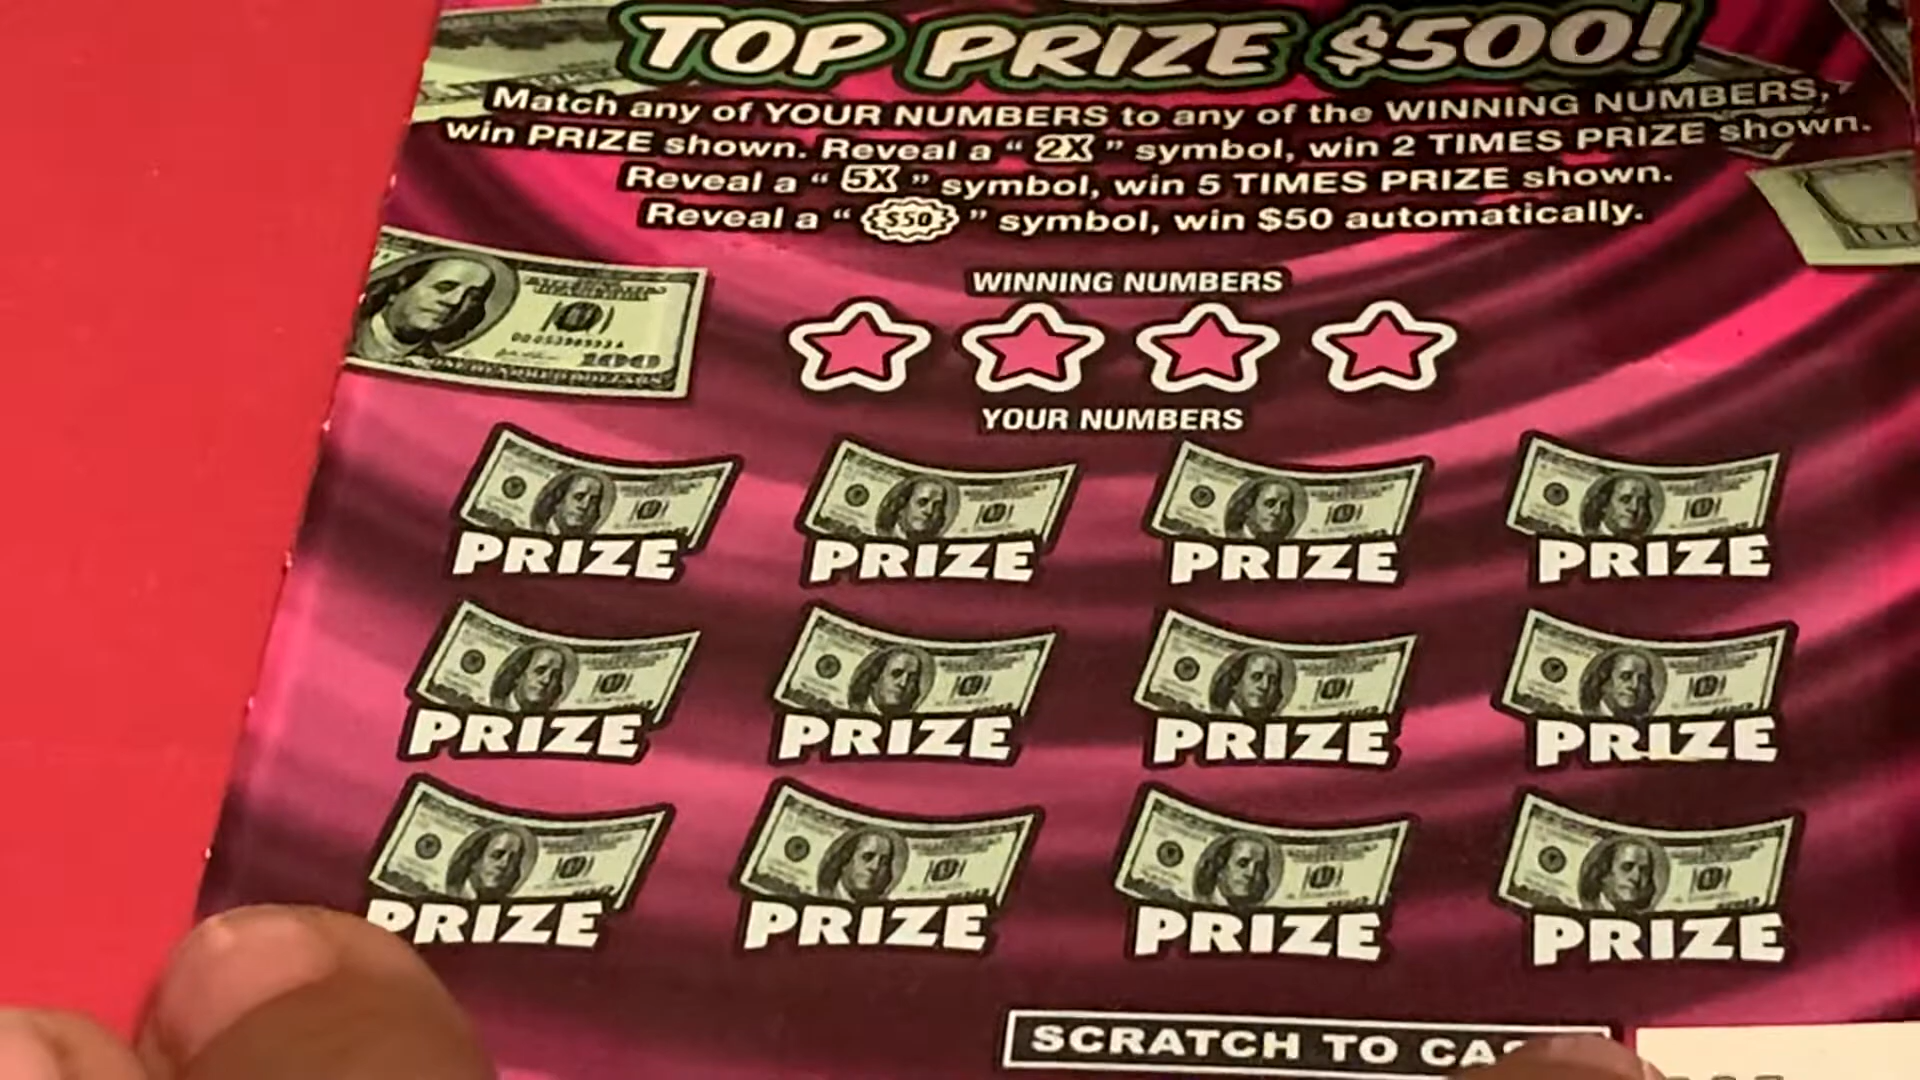 TOP PRIZE $500!
Match any of YOUR NUMBERS to any of the WINNING NUMBERS,
win PRIZE shown. Reveal a “ 2X ” symbol, win 2 TIMES PRIZE shown.
Reveal a “ 5X ” symbol, win 5 TIMES PRIZE shown.
Reveal a “ $50 ” symbol, win $50 automatically.
WINNING NUMBERS
100
YOUR NUMBERS
PRIZE PRIZE PRIZE PRIZE
PRIZE PRIZE PRIZE PRIZE
PRIZE PRIZE PRIZE PRIZE
SCRATCH TO